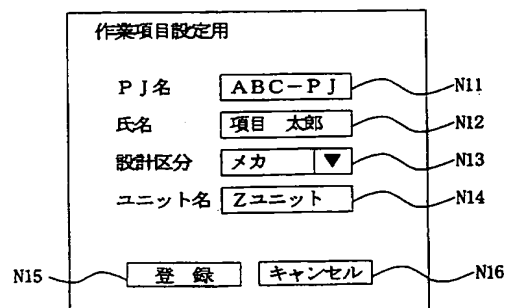 作業項目設定用
ＰＪ名 ＡＢＣ－ＰＪ N11
氏名 項目 太郎 N12
設計区分 メカ ▼ N13
ユニット名 Ｚユニット N14
N15 登 録 キャンセル N16